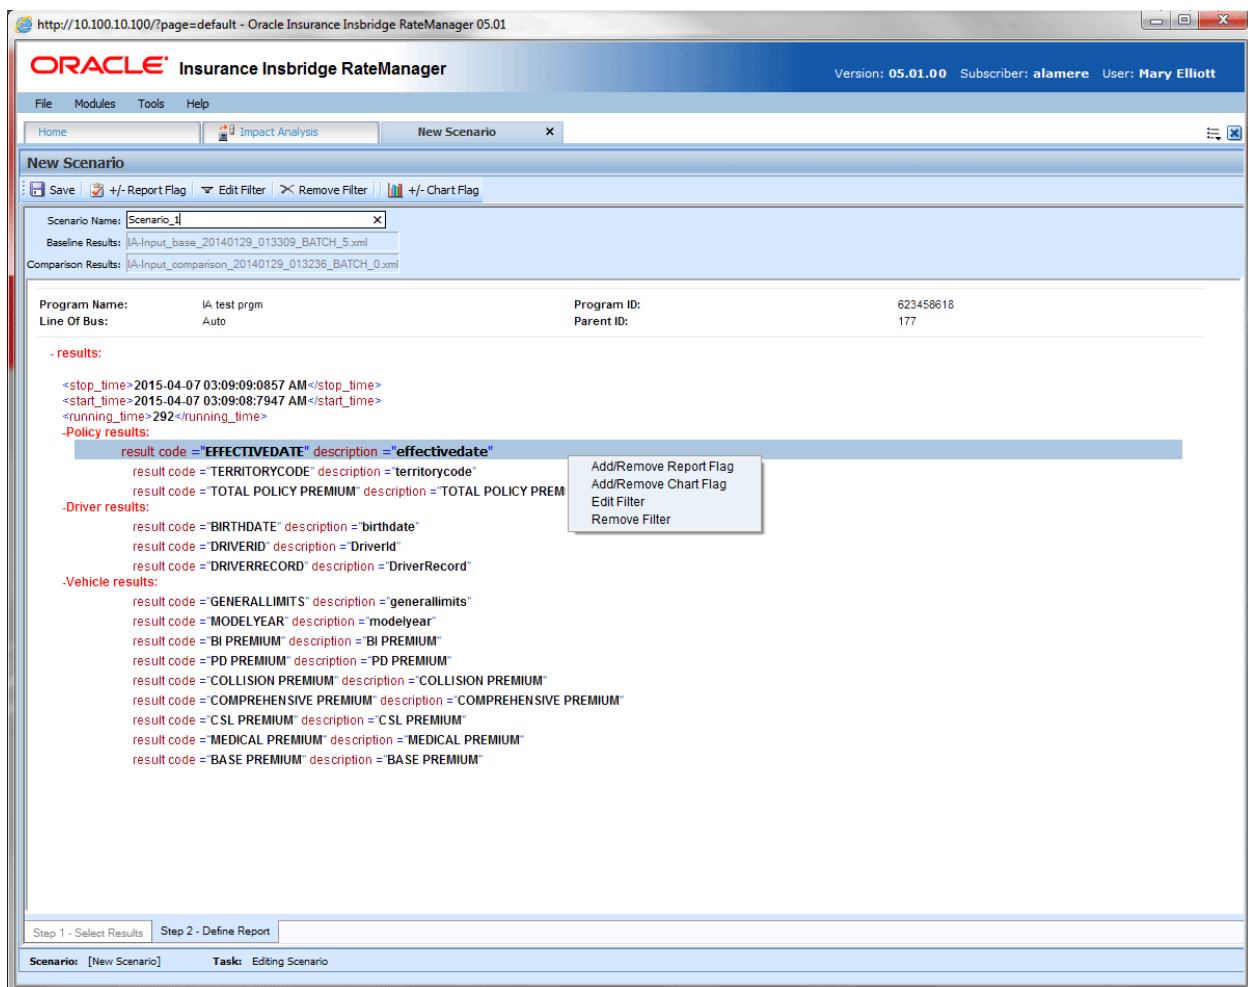 http://10.100.10.100/?page=default - Oracle Insurance Insbridge RateManager 05.01
ORACLE Insurance Insbridge RateManager
Version: 05.01.00 Subscriber: alamere User: Mary Elliott
File Modules Tools Help
Home Impact Analysis New Scenario
New Scenario
Save +/- Report Flag Edit Filter Remove Filter +/- Chart Flag
Scenario Name: Scenario_1
Baseline Results: IA-Input_base_20140129_013309_BATCH_5.xml
Comparison Results: IA-Input_comparison_20140129_013236_BATCH_0.xml
Program Name: IA test prgm Program ID: 623458618
Line Of Bus: Auto Parent ID: 177
- results:
<stop_time>2015-04-07 03:09:09:0857 AM</stop_time>
<start_time>2015-04-07 03:09:08:7947 AM</start_time>
<running_time>292</running_time>
-Policy results:
result code ="EFFECTIVEDATE" description ="effectivedate"
result code ="TERRITORYCODE" description ="territorycode"
result code ="TOTAL POLICY PREMIUM" description ="TOTAL POLICY PREM
Add/Remove Report Flag
Add/Remove Chart Flag
Edit Filter
Remove Filter
-Driver results:
result code ="BIRTHDATE" description ="birthdate"
result code ="DRIVERID" description ="DriverId"
result code ="DRIVERRECORD" description ="DriverRecord"
-Vehicle results:
result code ="GENERALLIMITS" description ="generallimits"
result code ="MODELYEAR" description ="modelyear"
result code ="BI PREMIUM" description ="BI PREMIUM"
result code ="PD PREMIUM" description ="PD PREMIUM"
result code ="COLLISION PREMIUM" description ="COLLISION PREMIUM"
result code ="COMPREHENSIVE PREMIUM" description ="COMPREHENSIVE PREMIUM"
result code ="CSL PREMIUM" description ="CSL PREMIUM"
result code ="MEDICAL PREMIUM" description ="MEDICAL PREMIUM"
result code ="BASE PREMIUM" description ="BASE PREMIUM"
Step 1 - Select Results Step 2 - Define Report
Scenario: [New Scenario] Task: Editing Scenario